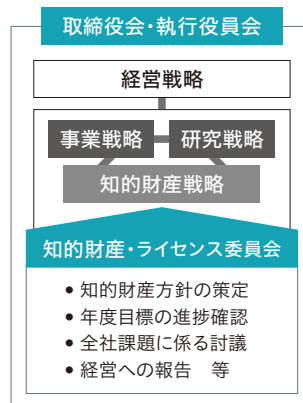 取締役会・執行役員会
経営戦略
事業戦略 研究戦略
知的財産戦略
知的財産・ライセンス委員会
• 知的財産方針の策定
• 年度目標の進捗確認
• 全社課題に係る討議
• 経営への報告　等